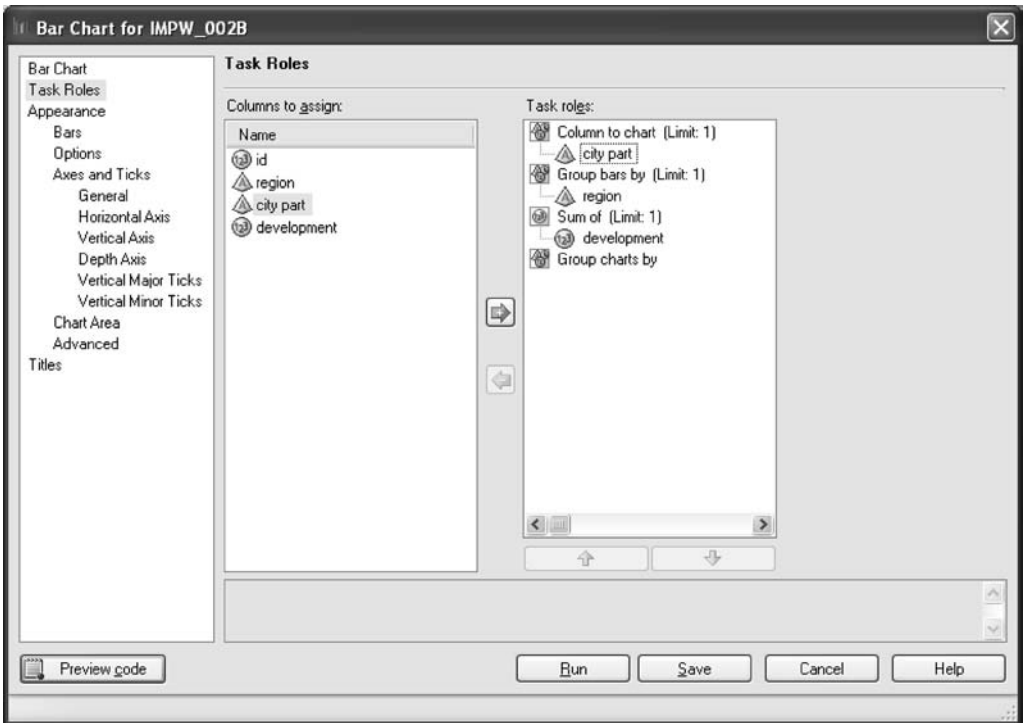 Bar Chart for IMPW_002B
Bar Chart
Task Roles
Appearance
Bars
Options
Axes and Ticks
General
Horizontal Axis
Vertical Axis
Depth Axis
Vertical Major Ticks
Vertical Minor Ticks
Chart Area
Advanced
Titles
Task Roles
Columns to assign:
Name
id
region
city part
development
Task roles:
Column to chart (Limit: 1)
city part
Group bars by (Limit: 1)
region
Sum of (Limit: 1)
development
Group charts by
Preview code
Run
Save
Cancel
Help